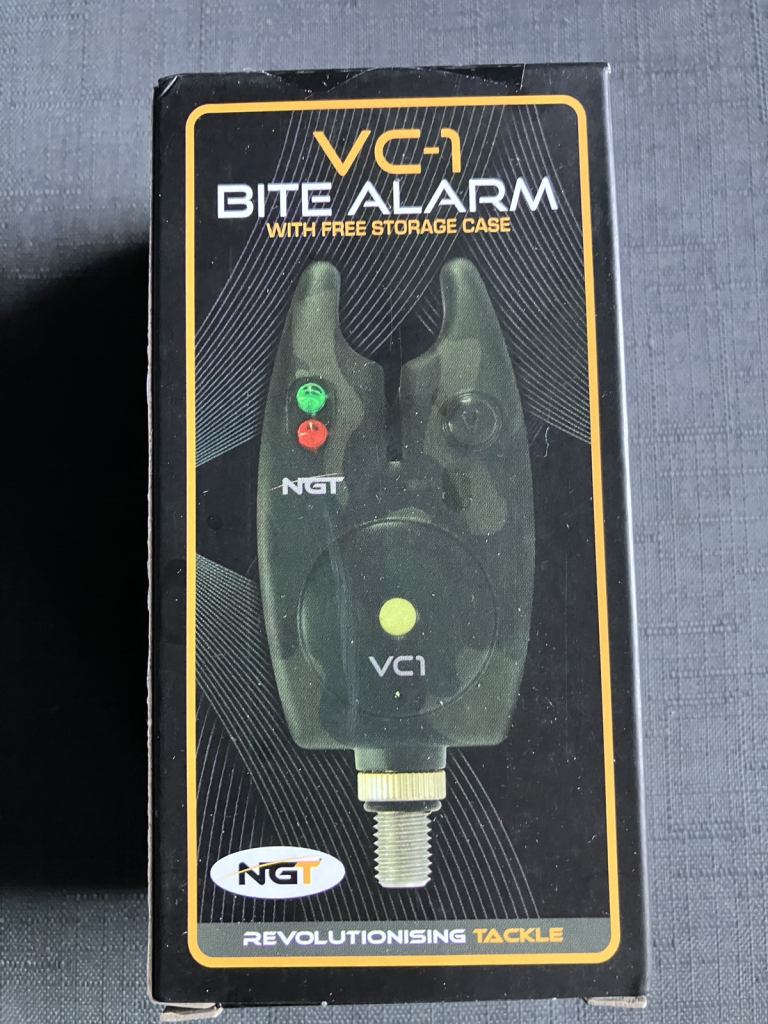 VC-1
BITE ALARM
WITH FREE STORAGE CASE
NGT
VC1
NGT
REVOLUTIONISING TACKLE